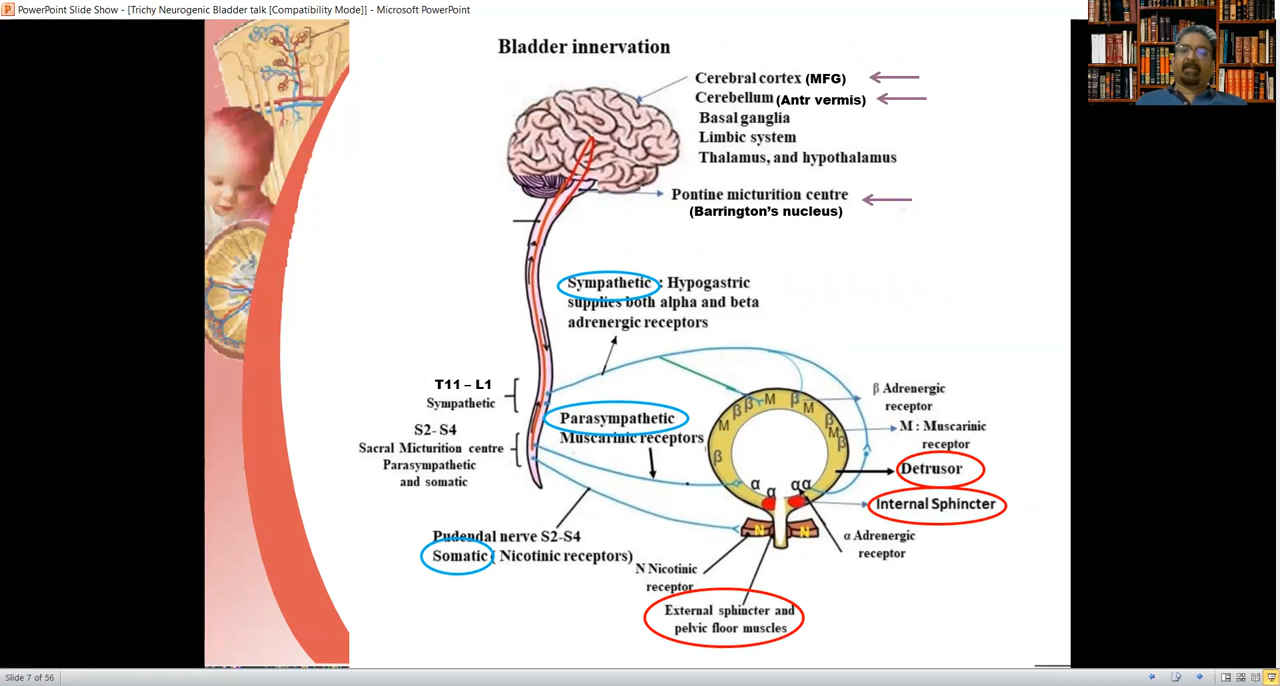 PowerPoint Slide Show - [Trichy Neurogenic Bladder talk [Compatibility Mode]] - Microsoft PowerPoint
Bladder innervation
Cerebral cortex (MFG)
Cerebellum (Antr vermis)
Basal ganglia
Limbic system
Thalamus, and hypothalamus
Pontine micturition centre
(Barrington's nucleus)
Sympathetic : Hypogastric
supplies both alpha and beta
adrenergic receptors
T11 – L1
Sympathetic
S2- S4
Sacral Micturition centre
Parasympathetic
and somatic
Parasympathetic
Muscarinic receptors
β Adrenergic
receptor
M : Muscarinic
receptor
Detrusor
Internal Sphincter
α Adrenergic
receptor
β β M β M
M β
β M β
α α αα
N N
Pudendal nerve S2-S4
Somatic ( Nicotinic receptors)
N Nicotinic
receptor
External sphincter and
pelvic floor muscles
Slide 7 of 56